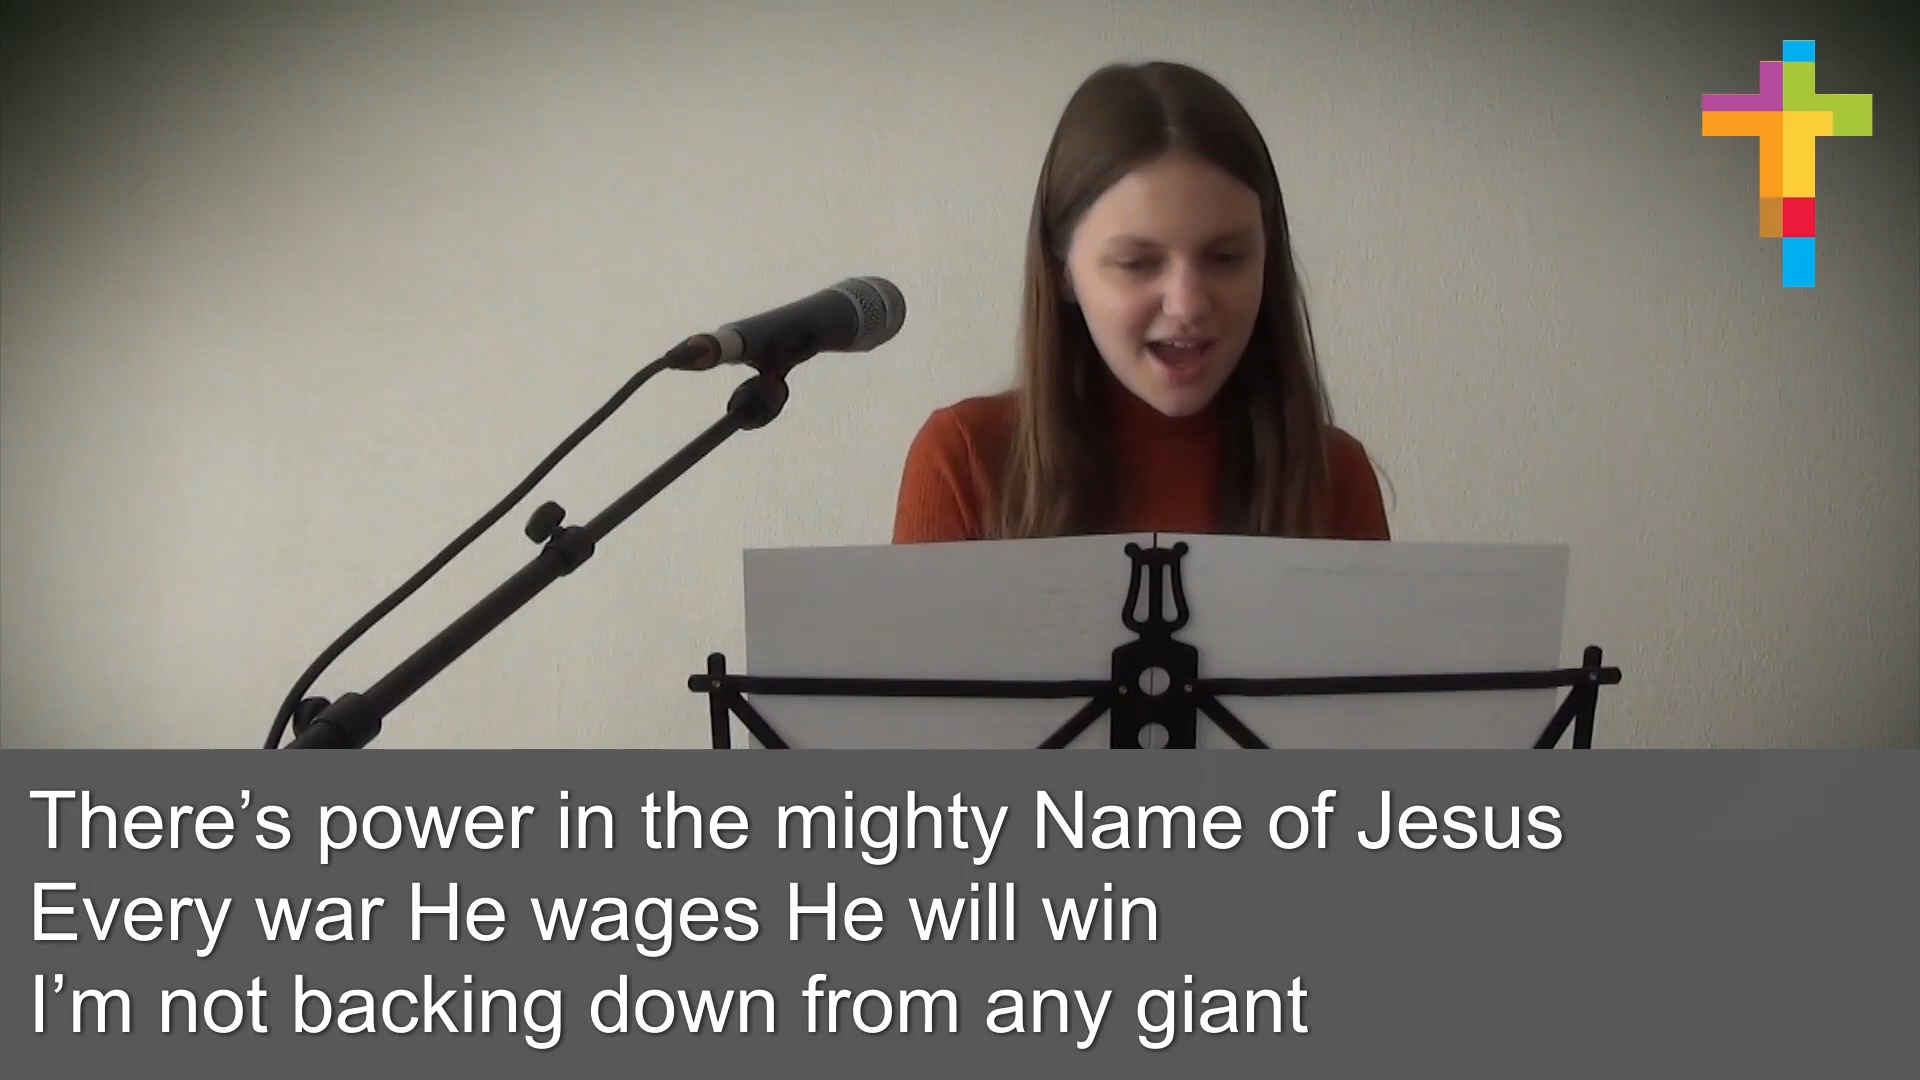 There’s power in the mighty Name of Jesus
Every war He wages He will win
I’m not backing down from any giant